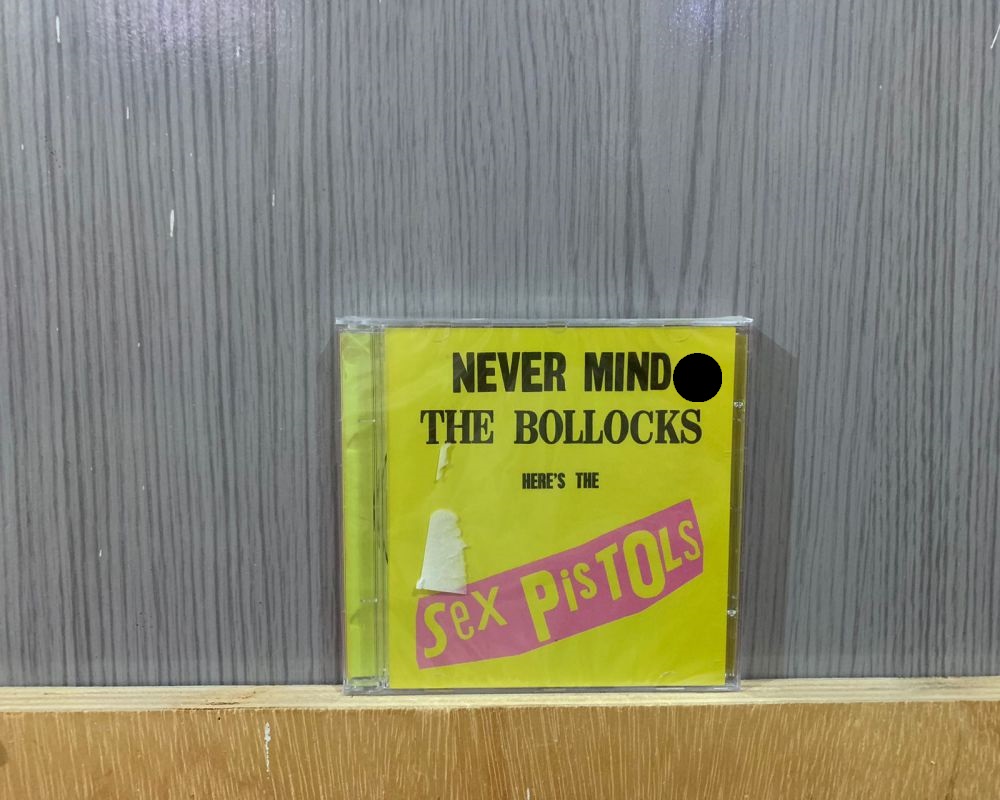 NEVER MIND
THE BOLLOCKS
HERE'S THE
Sex PiSTOLS